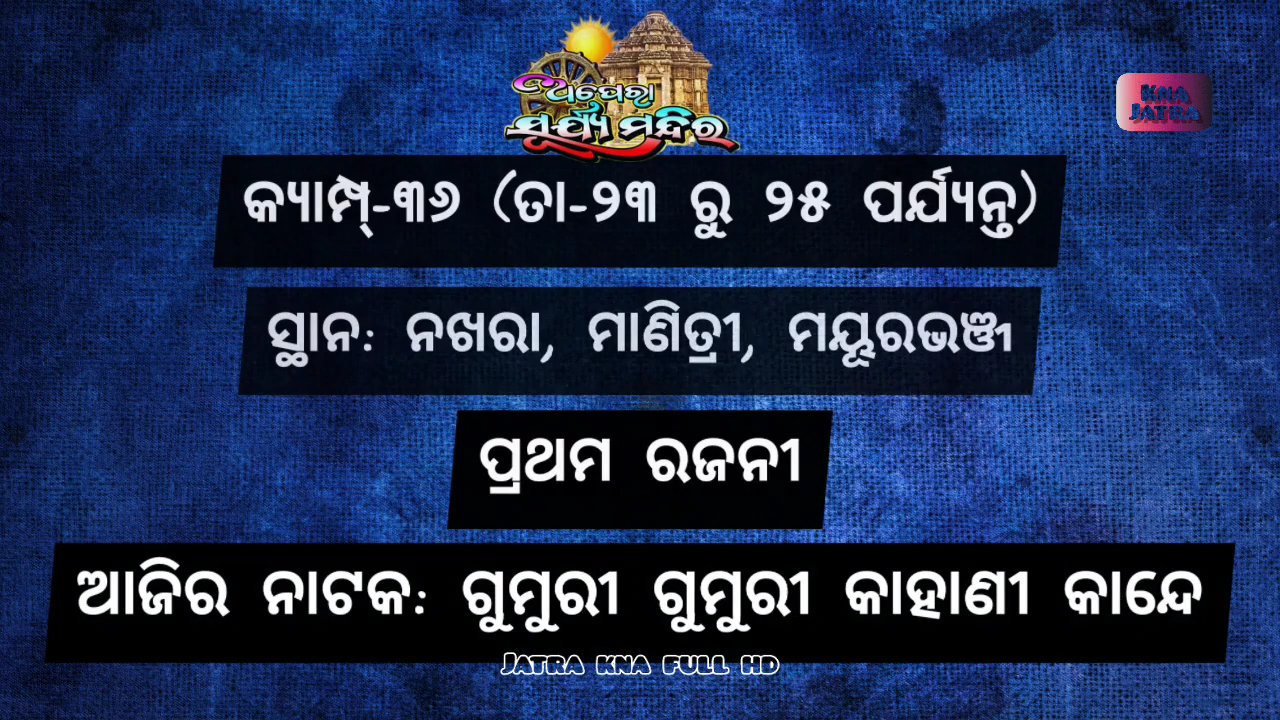 ଅପେରା
ସୂର୍ଯ୍ୟ ମନ୍ଦିର
KNA
JATRA
କ୍ୟାମ୍ପ୍-୩୬ (ତା-୨୩ ରୁ ୨୫ ପର୍ଯ୍ୟନ୍ତ)
ସ୍ଥାନ: ନଖରା, ମାଣିତ୍ରୀ, ମୟୂରଭଞ୍ଜ
ପ୍ରଥମ ରଜନୀ
ଆଜିର ନାଟକ: ଗୁମୁରୀ ଗୁମୁରୀ କାହାଣୀ କାନ୍ଦେ
JATRA KNA FULL HD